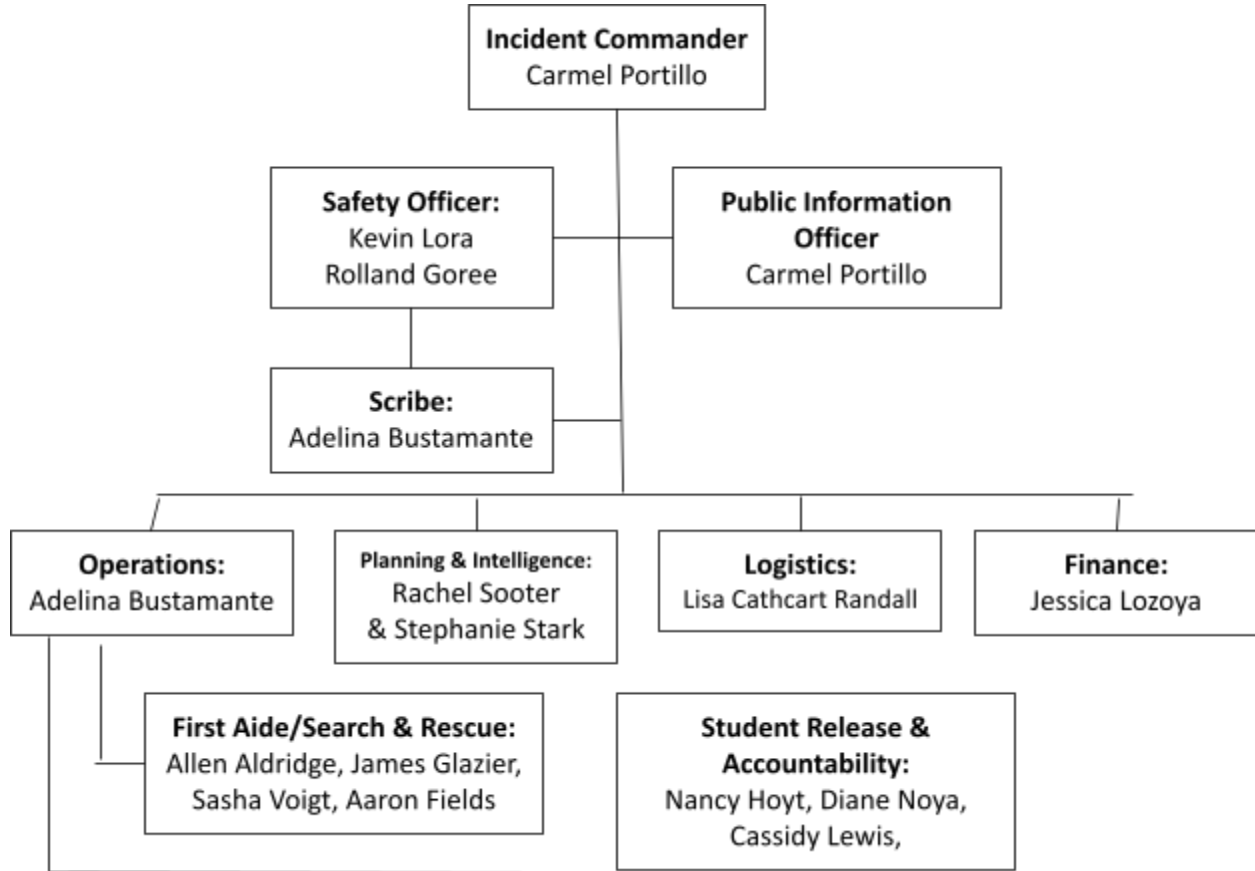 Incident Commander
Carmel Portillo
Safety Officer:
Kevin Lora
Rolland Goree
Public Information
Officer
Carmel Portillo
Scribe:
Adelina Bustamante
Operations:
Adelina Bustamante
Planning & Intelligence:
Rachel Sooter
& Stephanie Stark
Logistics:
Lisa Cathcart Randall
Finance:
Jessica Lozoya
First Aide/Search & Rescue:
Allen Aldridge, James Glazier,
Sasha Voigt, Aaron Fields
Student Release &
Accountability:
Nancy Hoyt, Diane Noya,
Cassidy Lewis,